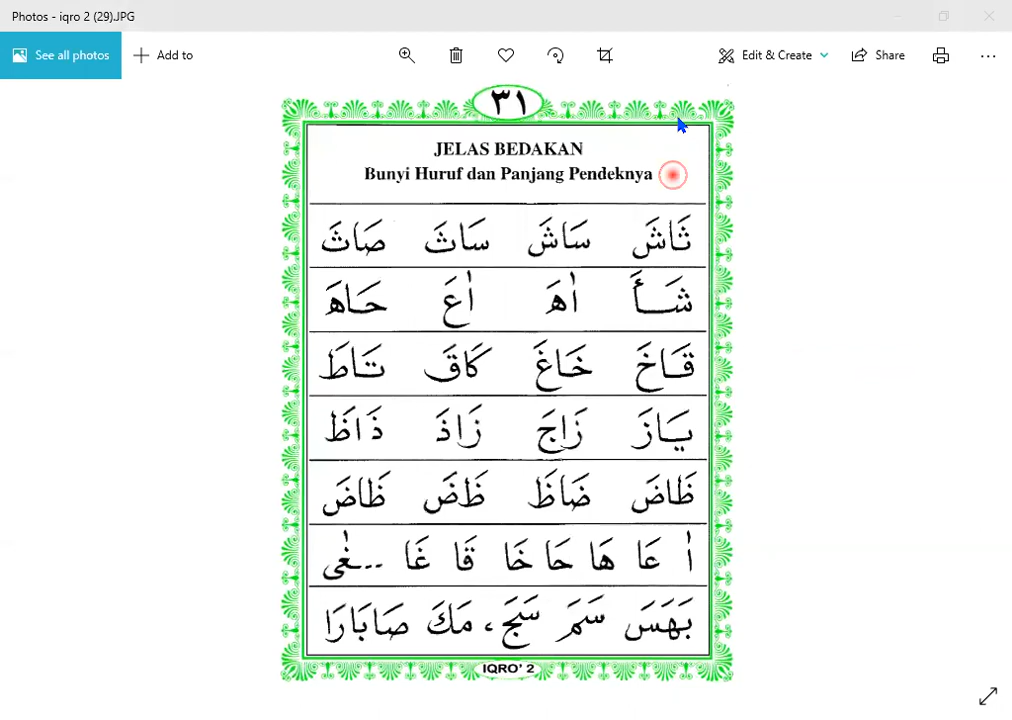 Photos - iqro 2 (29).JPG
See all photos
Add to
Edit & Create
Share
٣١
JELAS BEDAKAN
Bunyi Huruf dan Panjang Pendeknya
ثَاشَ سَاشَ سَاثَ صَاثَ
شَـأَ اٰهَ اٰعَ حَاهَ
قَاخَ خَاغَ كَاقَ تَاطَ
يَازَ زَاجَ زَاذَ ذَاظَ
ظَاضَ ضَاظَ ظَضَ ظَاضَ
اٰ عَا هَا حَا خَا قَا غَا ---غٰى
بَهَسَ سَمَ سَجَ، مَكَ صَابَارَا
IQRO' 2